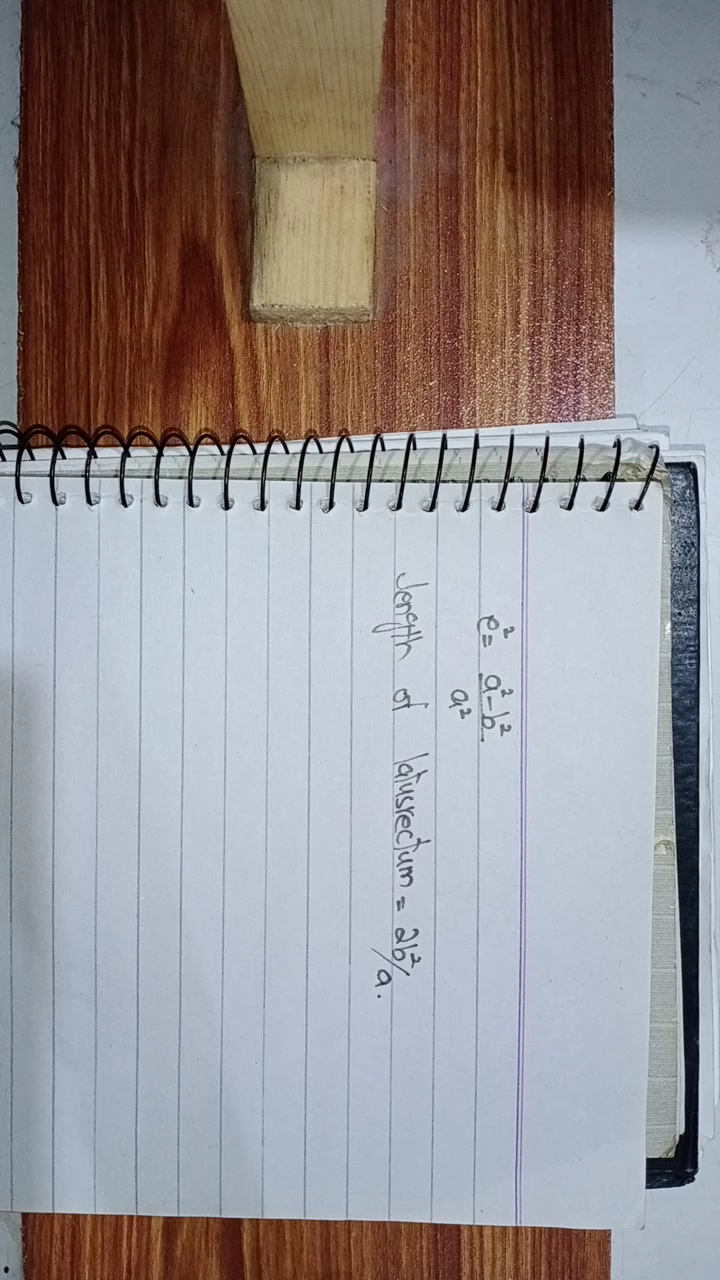 e² = a² - b² / a²
length of latusrectum = 2b²/a.